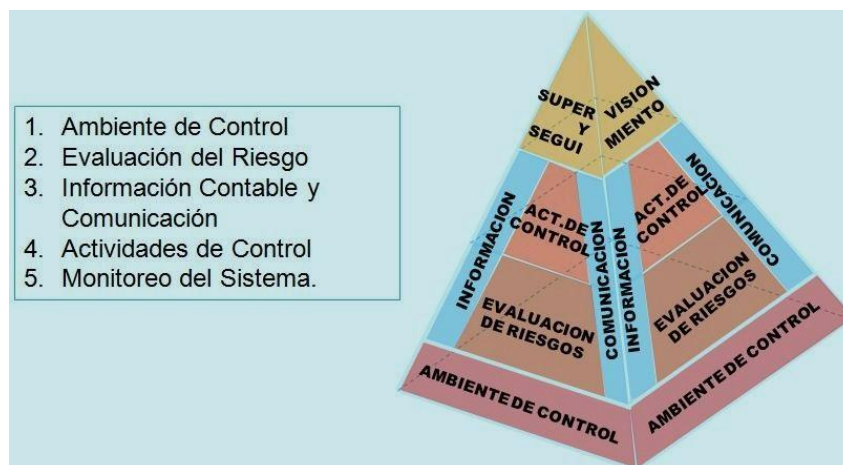 1. Ambiente de Control
2. Evaluación del Riesgo
3. Información Contable y
Comunicación
4. Actividades de Control
5. Monitoreo del Sistema.
SUPER
Y
SEGUI
VISION
MIENTO
INFORMACION
ACT.DE
CONTROL
COMUNICACION
INFORMACION
ACT.DE
CONTROL
COMUNICACION
EVALUACION
DE RIESGOS
EVALUACION
DE RIESGOS
AMBIENTE DE CONTROL
AMBIENTE DE CONTROL